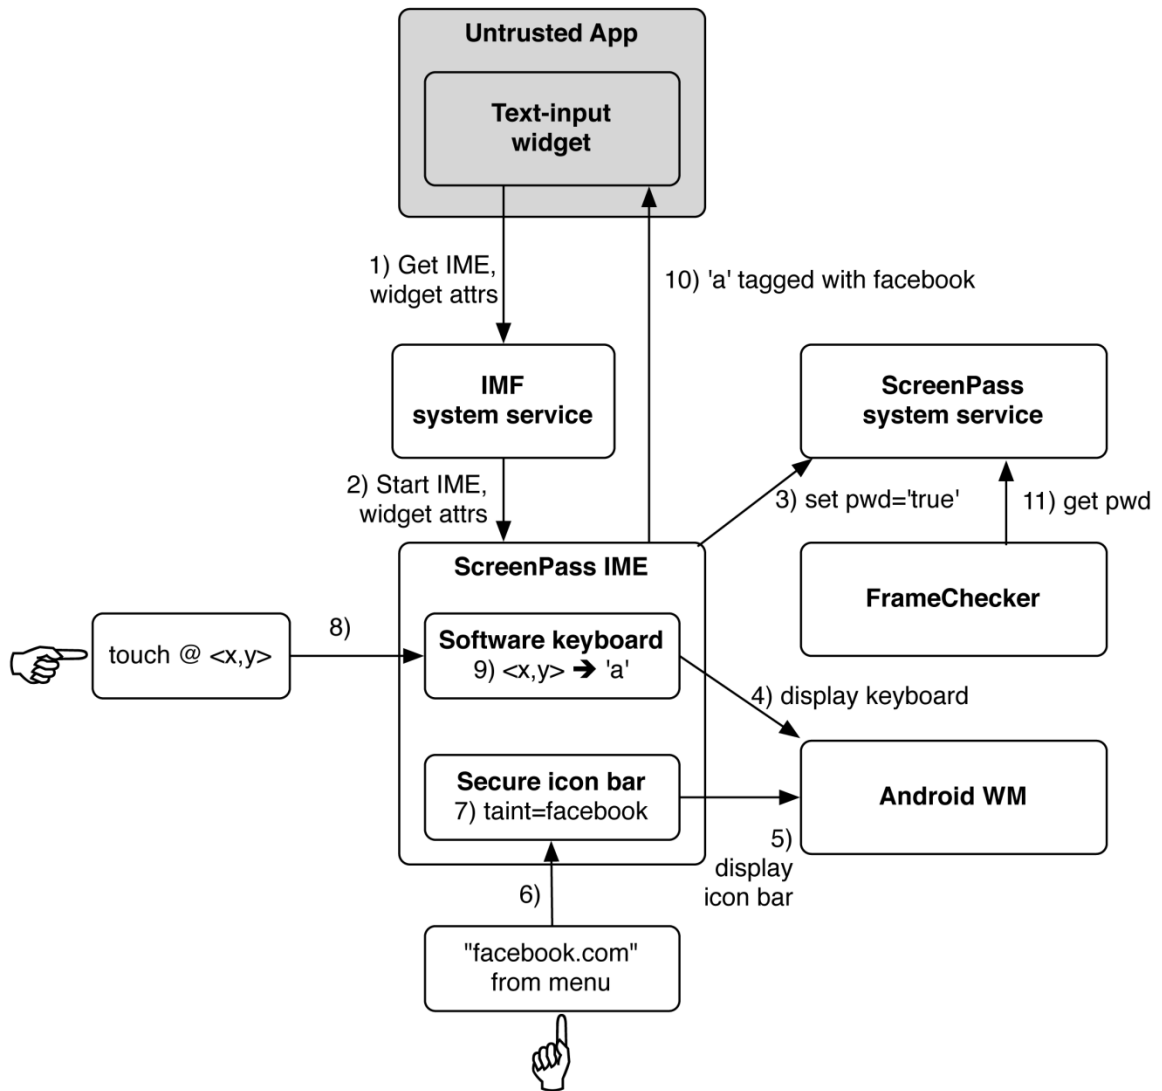 Untrusted App
Text-input
widget
1) Get IME,
widget attrs
10) 'a' tagged with facebook
IMF
system service
ScreenPass
system service
2) Start IME,
widget attrs
3) set pwd='true'
11) get pwd
ScreenPass IME
FrameChecker
touch @ <x,y>
8)
Software keyboard
9) <x,y> ➔ 'a'
4) display keyboard
Secure icon bar
7) taint=facebook
Android WM
5)
display
icon bar
6)
"facebook.com"
from menu